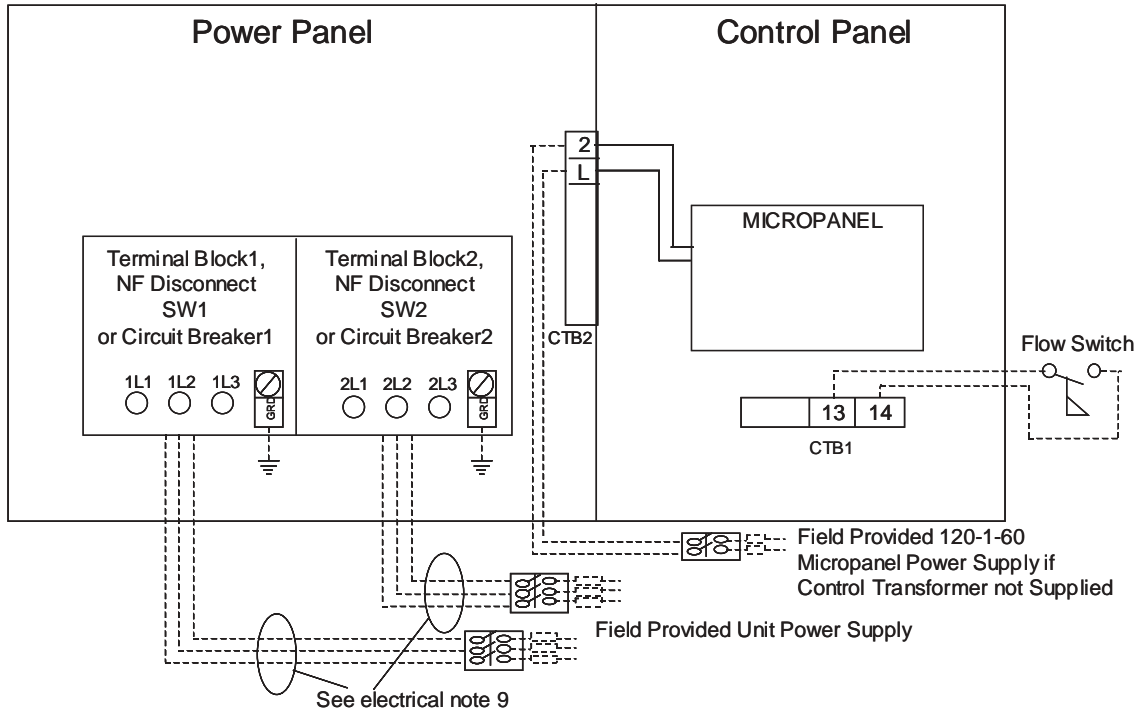 Power Panel
Control Panel
2
L
MICROPANEL
Terminal Block1,
NF Disconnect
SW1
or Circuit Breaker1
Terminal Block2,
NF Disconnect
SW2
or Circuit Breaker2
CTB2
Flow Switch
1L1 1L2 1L3
GRD
2L1 2L2 2L3
GRD
13 14
CTB1
Field Provided 120-1-60
Micropanel Power Supply if
Control Transformer not Supplied
Field Provided Unit Power Supply
See electrical note 9